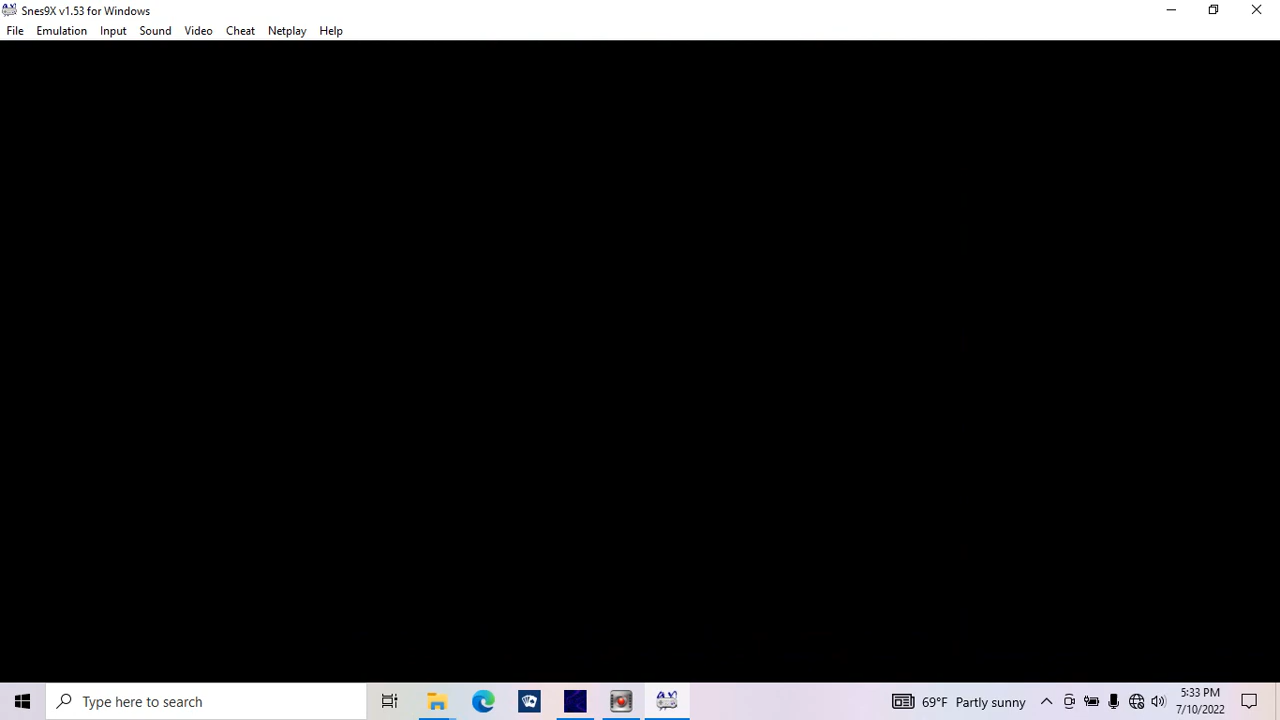 Snes9X v1.53 for Windows
File Emulation Input Sound Video Cheat Netplay Help
Type here to search
69°F Partly sunny
5:33 PM
7/10/2022